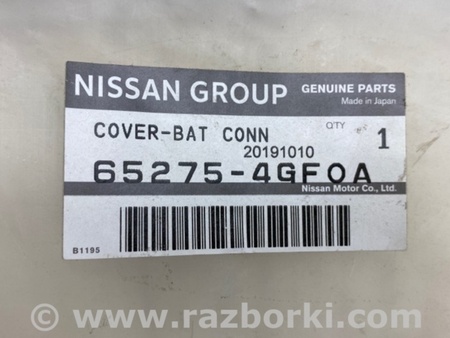 NISSAN GROUP
GENUINE PARTS
Made in Japan
COVER-BAT CONN
Q'TY
1
20191010
65275-4GF0A
Nissan Motor Co., Ltd.
B1195
© www.razborki.com